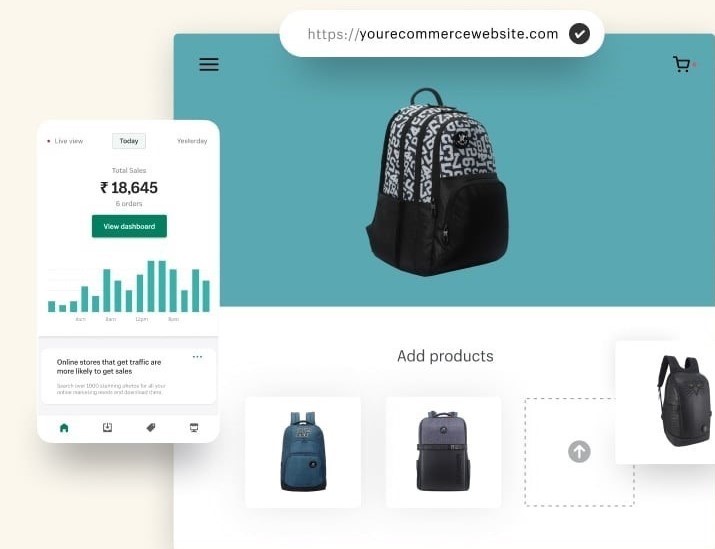 https://yourecommercewebsite.com
Live view
Today
Yesterday
Total Sales
₹ 18,645
6 orders
View dashboard
6am
12pm
Online stores that get traffic are
more likely to get sales
Search over 1000 stunning photos for all your
online marketing needs and download them
Add products